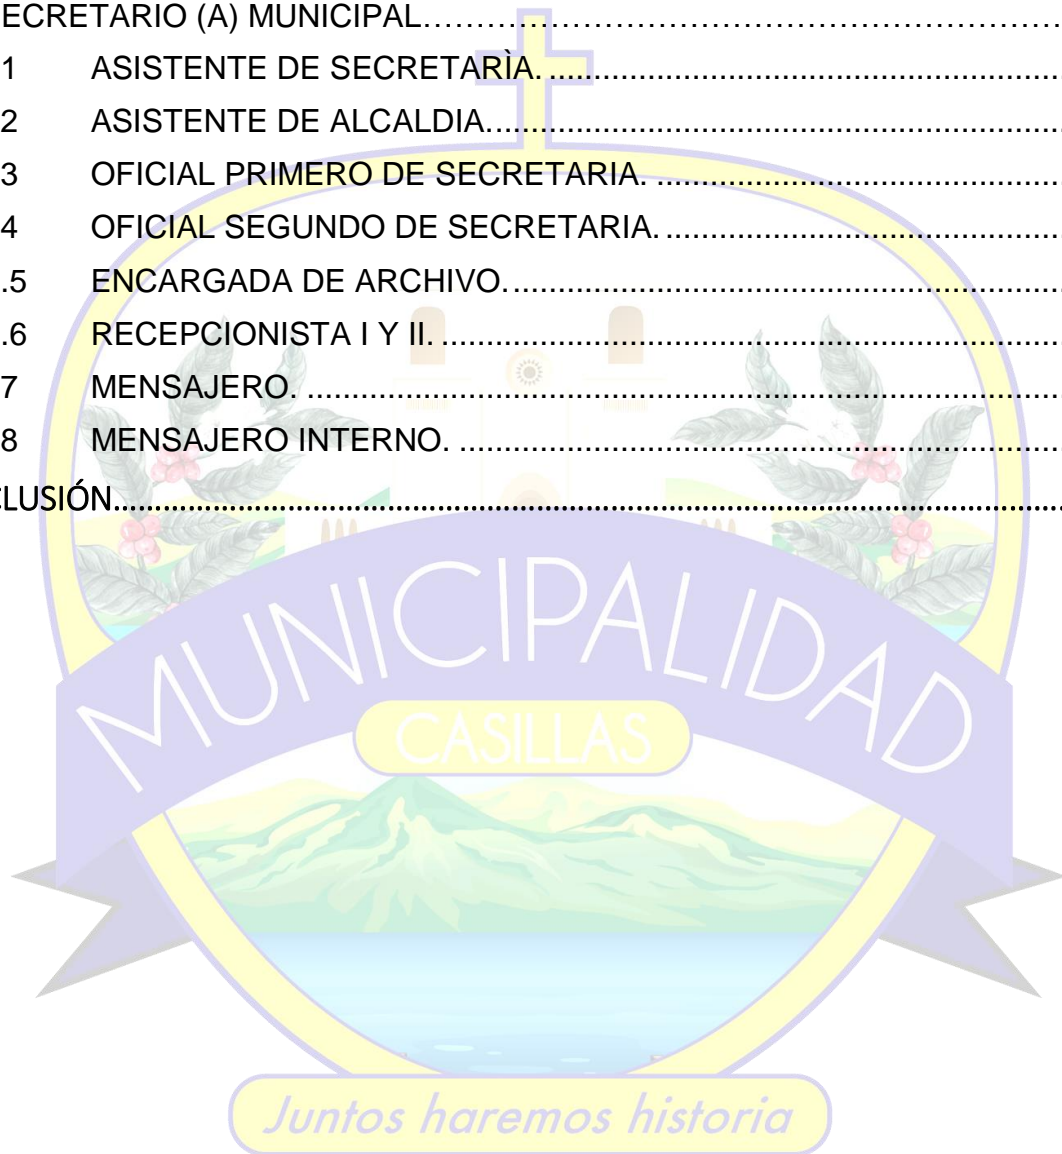 ECRETARIO (A) MUNICIPAL……………………………………………………………
1 ASISTENTE DE SECRETARÌA. ............................................................
2 ASISTENTE DE ALCALDIA. ..................................................................
3 OFICIAL PRIMERO DE SECRETARIA. ................................................
4 OFICIAL SEGUNDO DE SECRETARIA. ...............................................
.5 ENCARGADA DE ARCHIVO. ................................................................
.6 RECEPCIONISTA I Y II. ........................................................................
7 MENSAJERO. .......................................................................................
8 MENSAJERO INTERNO. ......................................................................
CLUSIÓN..................................................................................................
MUNICIPALIDAD
CASILLAS
Juntos haremos historia